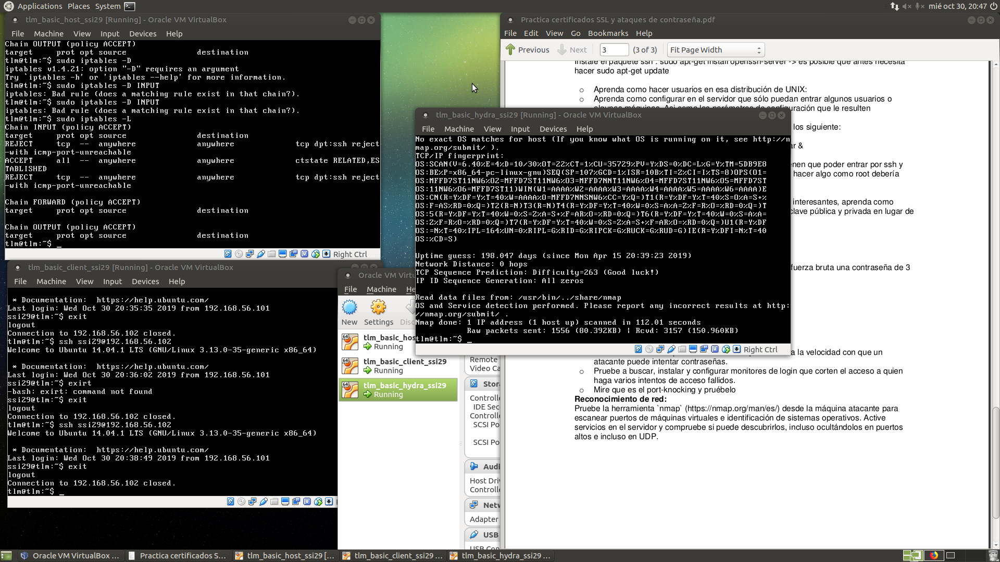 Applications Places System
mié oct 30, 20:47
tlm_basic_host_ssi29 [Running] - Oracle VM VirtualBox
File Machine View Input Devices Help
Chain OUTPUT (policy ACCEPT)
target     prot opt source               destination
tlm@tlm:~$ sudo iptables -D
iptables v1.4.21: option "-D" requires an argument
Try `iptables -h' or 'iptables --help' for more information.
tlm@tlm:~$ sudo iptables -D INPUT
iptables: Bad rule (does a matching rule exist in that chain?).
tlm@tlm:~$ sudo iptables -D INPUT
iptables: Bad rule (does a matching rule exist in that chain?).
tlm@tlm:~$ sudo iptables -L
Chain INPUT (policy ACCEPT)
target     prot opt source               destination
REJECT     tcp  --  anywhere             anywhere             tcp dpt:ssh reject
-with icmp-port-unreachable
ACCEPT     all  --  anywhere             anywhere             ctstate RELATED,ES
TABLISHED
REJECT     tcp  --  anywhere             anywhere             tcp dpt:ssh reject
-with icmp-port-unreachable
Chain FORWARD (policy ACCEPT)
target     prot opt source               destination
Chain OUTPUT (policy ACCEPT)
target     prot opt source               destination
tlm@tlm:~$ _
Right Ctrl
tlm_basic_client_ssi29 [Running] - Oracle VM VirtualBox
File Machine View Input Devices Help
* Documentation:  https://help.ubuntu.com/
Last login: Wed Oct 30 20:35:35 2019 from 192.168.56.101
ssi29@tlm:~$ exit
logout
Connection to 192.168.56.102 closed.
tlm@tlm:~$ ssh ssi29@192.168.56.102
Welcome to Ubuntu 14.04.1 LTS (GNU/Linux 3.13.0-35-generic x86_64)
* Documentation:  https://help.ubuntu.com/
Last login: Wed Oct 30 20:36:02 2019 from 192.168.56.101
ssi29@tlm:~$ exirt
-bash: exirt: command not found
ssi29@tlm:~$ exit
logout
Connection to 192.168.56.102 closed.
tlm@tlm:~$ ssh ssi29@192.168.56.102
Welcome to Ubuntu 14.04.1 LTS (GNU/Linux 3.13.0-35-generic x86_64)
* Documentation:  https://help.ubuntu.com/
Last login: Wed Oct 30 20:38:49 2019 from 192.168.56.101
ssi29@tlm:~$ exit
logout
Connection to 192.168.56.102 closed.
tlm@tlm:~$ _
Oracle VM Virtu
File Machine He
New Settings Disc
64 tlm_basic_hos
Running
64 tlm_basic_client_ssi29
Running
64 tlm_basic_hydra_ssi29
Running
Remote
Video Ca
Stora
Controlle
IDE Sec
Controlle
SCSI Po
SCSI Po
Audi
Host Driv
Controlle
Netw
Adapter
USB
USB Con
tlm_basic_hydra_ssi29 [Running] - Oracle VM VirtualBox
File Machine View Input Devices Help
No exact OS matches for host (If you know what OS is running on it, see http://n
map.org/submit/ ).
TCP/IP fingerprint:
OS:SCAN(V=6.40%E=4%D=10/30%OT=22%CT=1%CU=35729%PV=Y%DS=0%DC=L%G=Y%TM=5DB9E8
OS:BE%P=x86_64-pc-linux-gnu)SEQ(SP=107%GCD=1%ISR=10B%TI=Z%CI=I%TS=8)OPS(O1=
OS:MFFD7ST11NW6%O2=MFFD7ST11NW6%O3=MFFD7NNT11NW6%O4=MFFD7ST11NW6%O5=MFFD7ST
OS:11NW6%O6=MFFD7ST11)WIN(W1=AAAA%W2=AAAA%W3=AAAA%W4=AAAA%W5=AAAA%W6=AAAA)E
OS:CN(R=Y%DF=Y%T=40%W=AAAA%O=MFFD7NNSNW6%CC=Y%Q=)T1(R=Y%DF=Y%T=40%S=O%A=S+%
OS:F=AS%RD=0%Q=)T2(R=N)T3(R=N)T4(R=Y%DF=Y%T=40%W=0%S=A%A=Z%F=R%O=%RD=0%Q=)T
OS:5(R=Y%DF=Y%T=40%W=0%S=Z%A=S+%F=AR%O=%RD=0%Q=)T6(R=Y%DF=Y%T=40%W=0%S=A%A=
OS:Z%F=R%O=%RD=0%Q=)T7(R=Y%DF=Y%T=40%W=0%S=Z%A=S+%F=AR%O=%RD=0%Q=)U1(R=Y%DF
OS:=N%T=40%IPL=164%UN=0%RIPL=G%RID=G%RIPCK=G%RUCK=G%RUD=G)IE(R=Y%DFI=N%T=40
OS:%CD=S)
Uptime guess: 198.047 days (since Mon Apr 15 20:39:23 2019)
Network Distance: 0 hops
TCP Sequence Prediction: Difficulty=263 (Good luck!)
IP ID Sequence Generation: All zeros
Read data files from: /usr/bin/../share/nmap
OS and Service detection performed. Please report any incorrect results at http:
//nmap.org/submit/ .
Nmap done: 1 IP address (1 host up) scanned in 112.01 seconds
Raw packets sent: 1556 (80.392KB) | Rcvd: 3157 (150.960KB)
tlm@tlm:~$ _
Right Ctrl
Practica certificados SSL y ataques de contraseña.pdf
File Edit View Go Bookmarks Help
Previous Next 3 (3 of 3) Fit Page Width
Instale el paquete ssh : sudo apt-get install openssh-server -> es posible que antes necesita
hacer sudo apt-get update
Aprenda como hacer usuarios en esa distribución de UNIX:
Aprenda como configurar en el servidor que sólo puedan entrar algunos usuarios o
algunas máquinas. Asi como los parámetros de configuración que le resulten
los siguiente:
ar &
enen que poder entrar por ssh y
hacer algo como root debería
interesantes, aprenda como
clave pública y privada en lugar de
fuerza bruta una contraseña de 3
a la velocidad con que un
atacante puede intentar contraseñas.
Pruebe a buscar, instalar y configurar monitores de login que corten el acceso a quien
haga varios intentos de acceso fallidos.
Mire que es el port-knocking y pruébelo
Reconocimiento de red:
Pruebe la herramienta `nmap` (https://nmap.org/man/es/) desde la máquina atacante para
escanear puertos de máquinas virtuales e identificación de sistemas operativos. Active
servicios en el servidor y compruebe si puede descubrirlos, incluso ocultándolos en puertos
altos e incluso en UDP.
Oracle VM VirtualBox ...
Practica certificados S...
tlm_basic_host_ssi29 [...
tlm_basic_client_ssi29 ...
tlm_basic_hydra_ssi29 ...